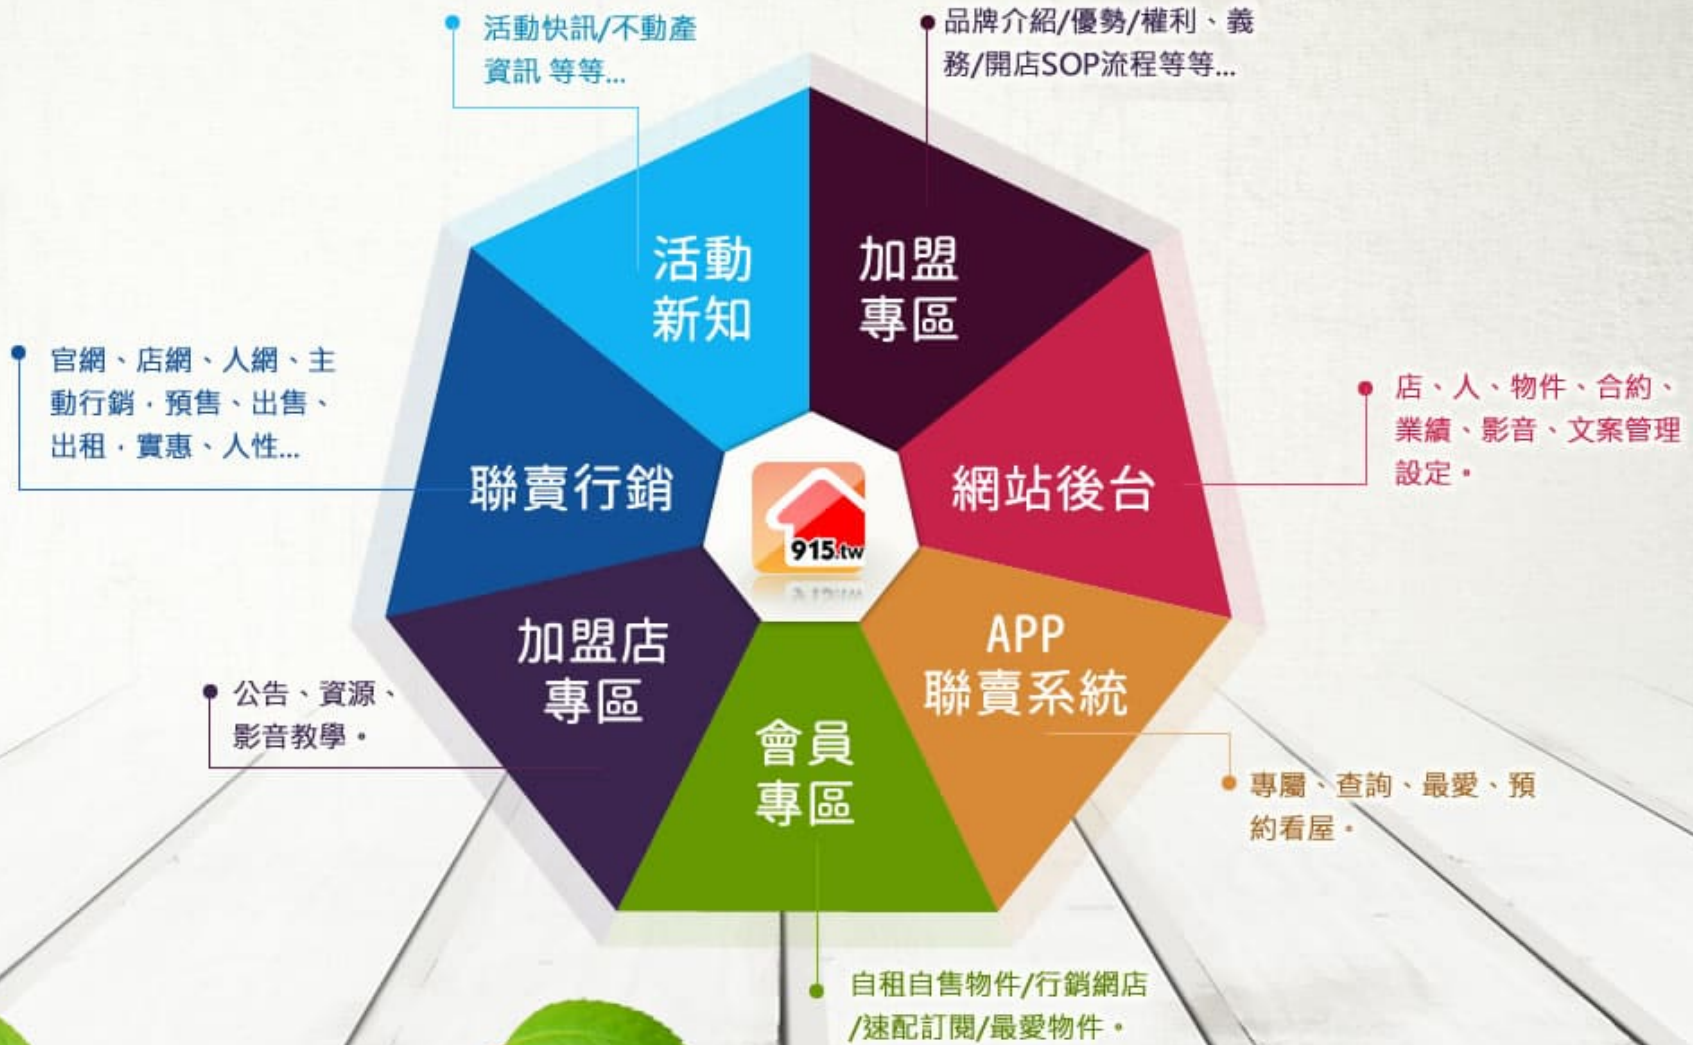 活動快訊/不動產
資訊 等等...
品牌介紹/優勢/權利、義
務/開店SOP流程等等...
活動
新知
加盟
專區
官網、店網、人網、主
動行銷．預售、出售、
出租．實惠、人性...
店、人、物件、合約、
業績、影音、文案管理
設定。
聯賣行銷
網站後台
915.tw
加盟店
專區
APP
聯賣系統
公告、資源、
影音教學。
會員
專區
專屬、查詢、最愛、預
約看屋。
自租自售物件/行銷網店
/速配訂閱/最愛物件。